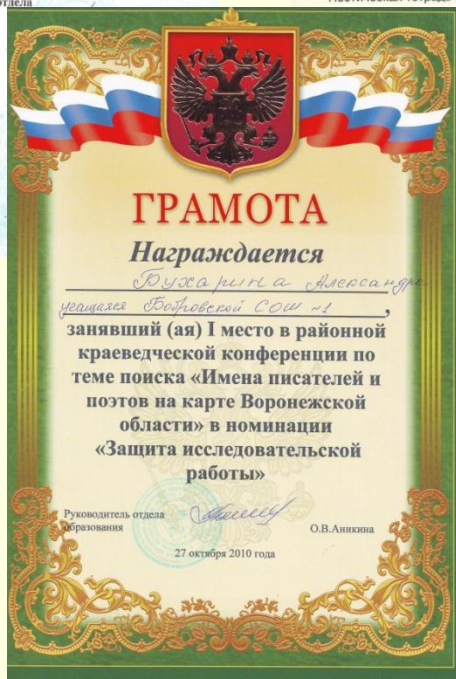 отдела
ГРАМОТА
Награждается
Бухарина Александра
учащаяся Бобровской СОШ №1,
занявший (ая) I место в районной
краеведческой конференции по
теме поиска «Имена писателей и
поэтов на карте Воронежской
области» в номинации
«Защита исследовательской
работы»
Руководитель отдела
образования
О.В.Аникина
27 октября 2010 года